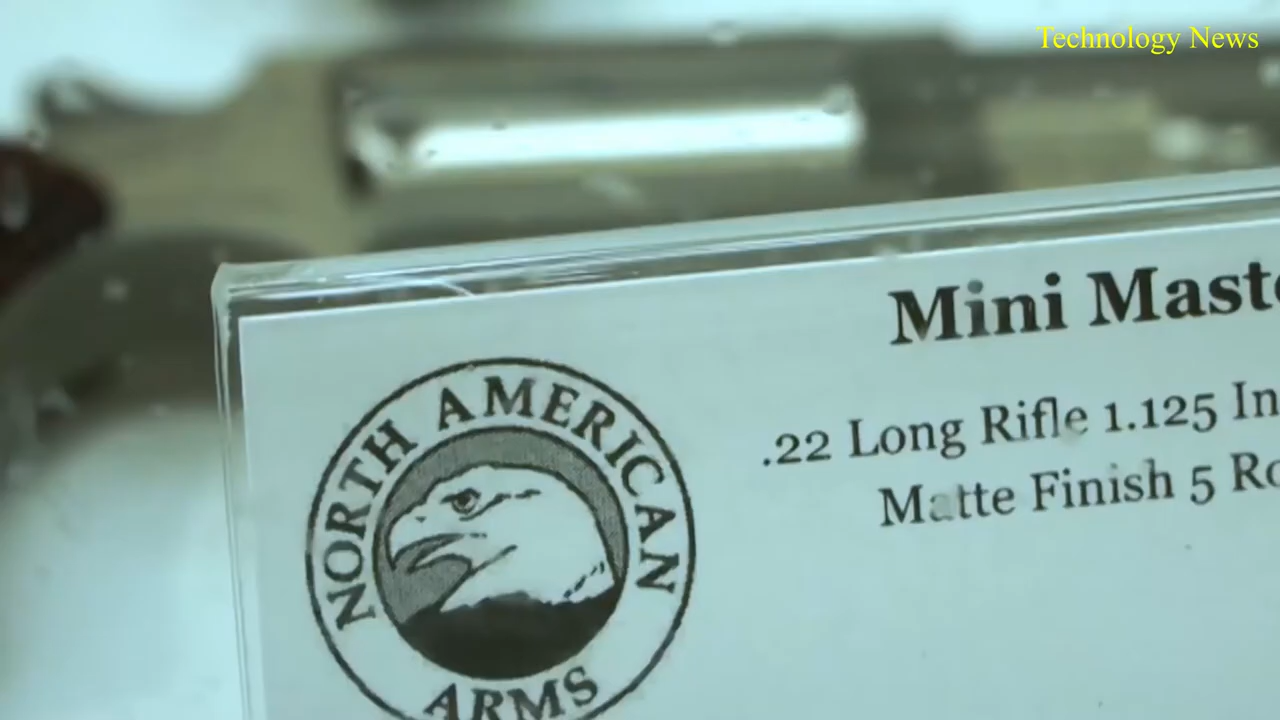 Technology News
Mini Maste
.22 Long Rifle 1.125 In
Matte Finish 5 Ro
NORTH AMERICAN
ARMS